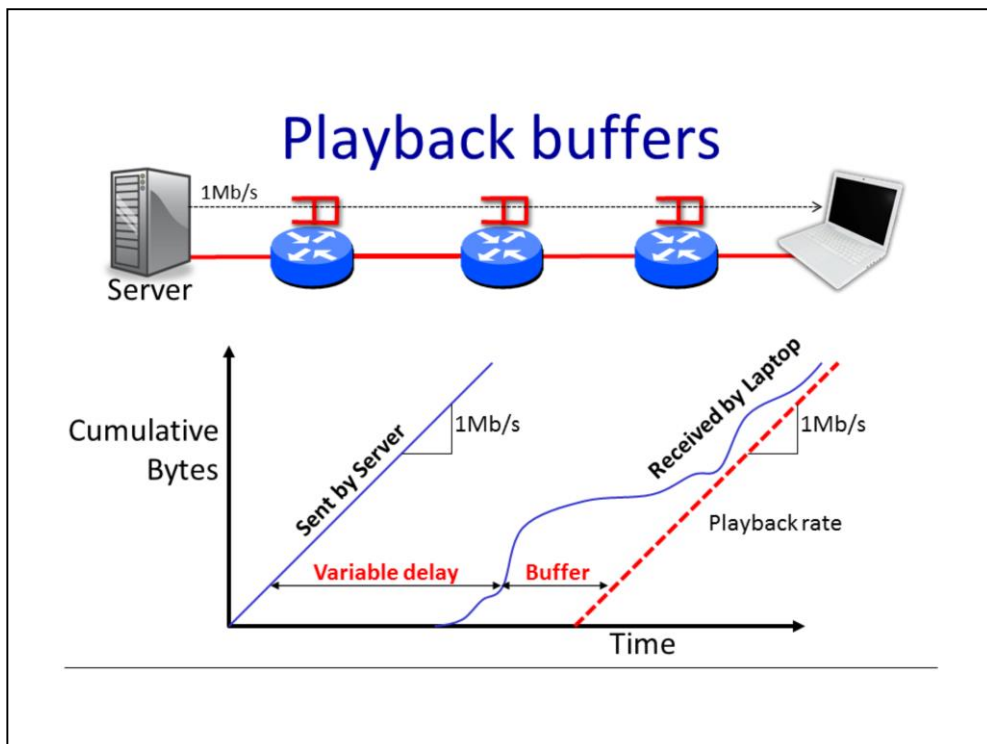 Playback buffers
1Mb/s
Server
Cumulative
Bytes
Sent by Server
1Mb/s
Received by Laptop
1Mb/s
Playback rate
Variable delay
Buffer
Time